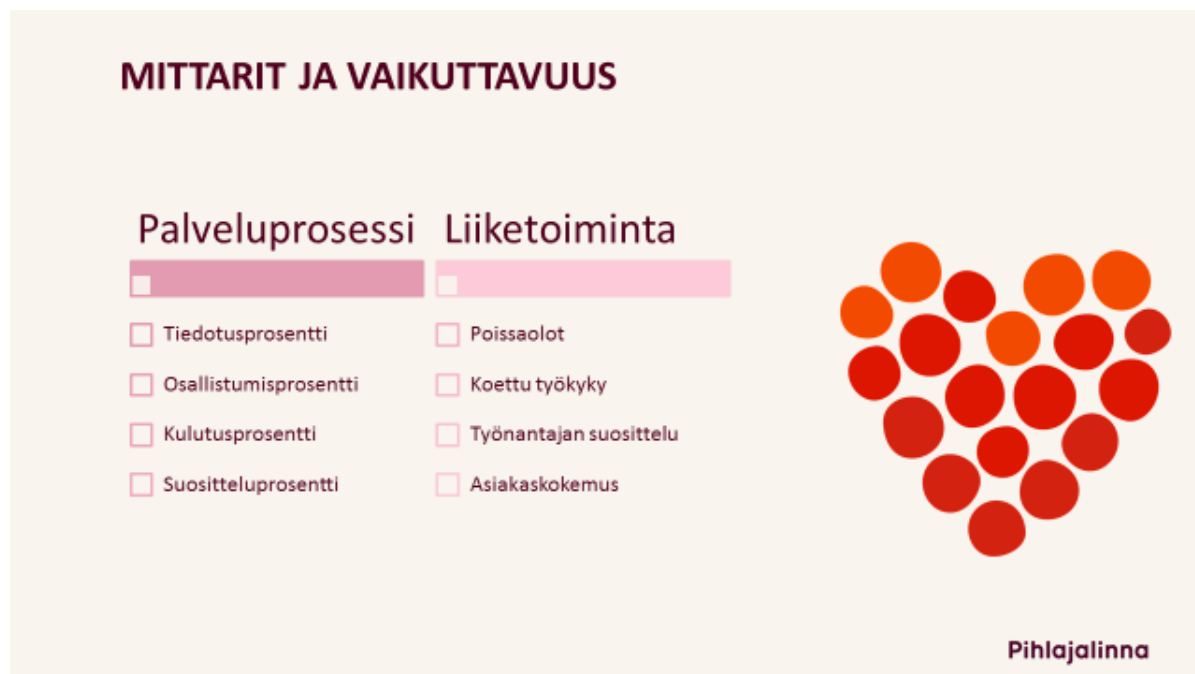 MITTARIT JA VAIKUTTAVUUS
Palveluprosessi
Tiedotusprosentti
Osallistumisprosentti
Kulutusprosentti
Suositteluprosentti
Liiketoiminta
Poissaolot
Koettu työkyky
Työnantajan suosittelu
Asiakaskokemus
Pihlajalinna